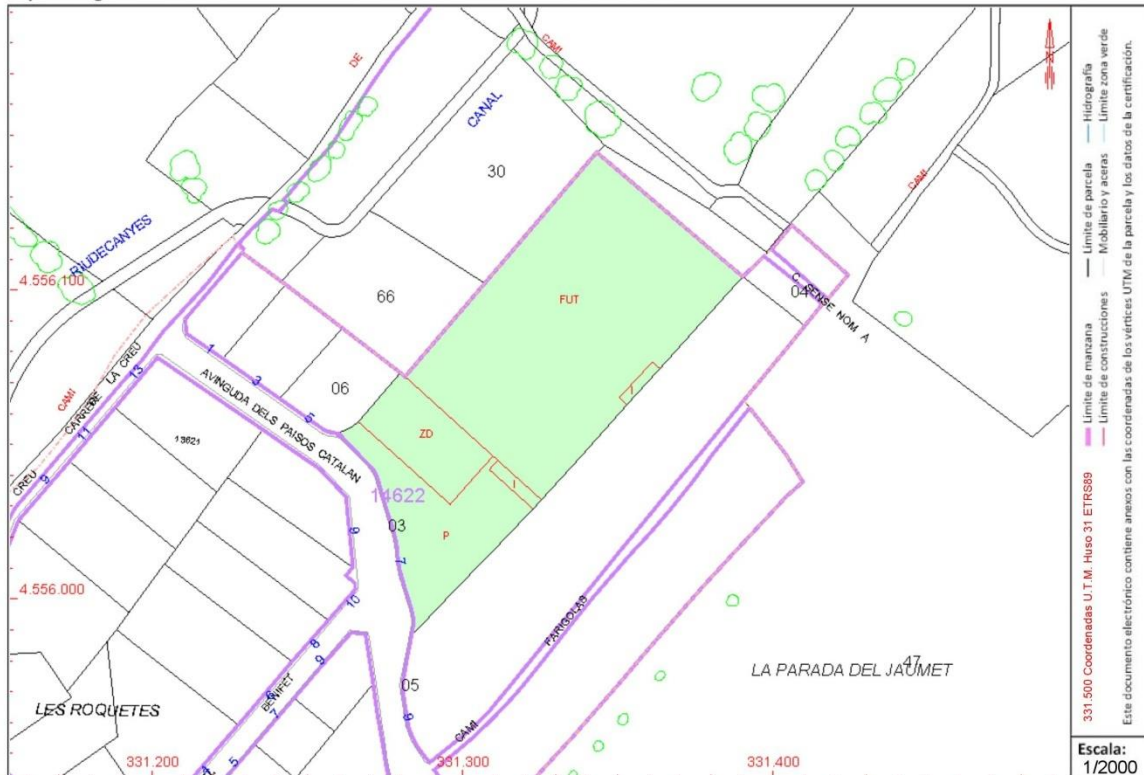 CAMI
DE
CANAL
30
CAMI
RIUDECANYES
4.556.100
FUT
C SENSE NOM A
04
66
CARRER DE LA CREU
CAMI
1
3
5
13
06
AVINGUDA DELS PAISOS CATALAN
11
13621
ZD
CREU
9
I
I
14622
03
P
6
7
4.556.000
10
8
9
FARIGOLAS
LA PARADA DEL JAUMET
47
05
6
BENIFET
7
LES ROQUETES
9
CAMI
4
5
331.200
331.300
331.400
331.500 Coordenadas U.T.M. Huso 31 ETRS89
Límite de manzana
Límite de parcela
Hidrografía
Límite de construcciones
Mobiliario y aceras
Límite zona verde
Este documento electrónico contiene anexos con las coordenadas de los vértices UTM de la parcela y los datos de la certificación.
Escala:
1/2000